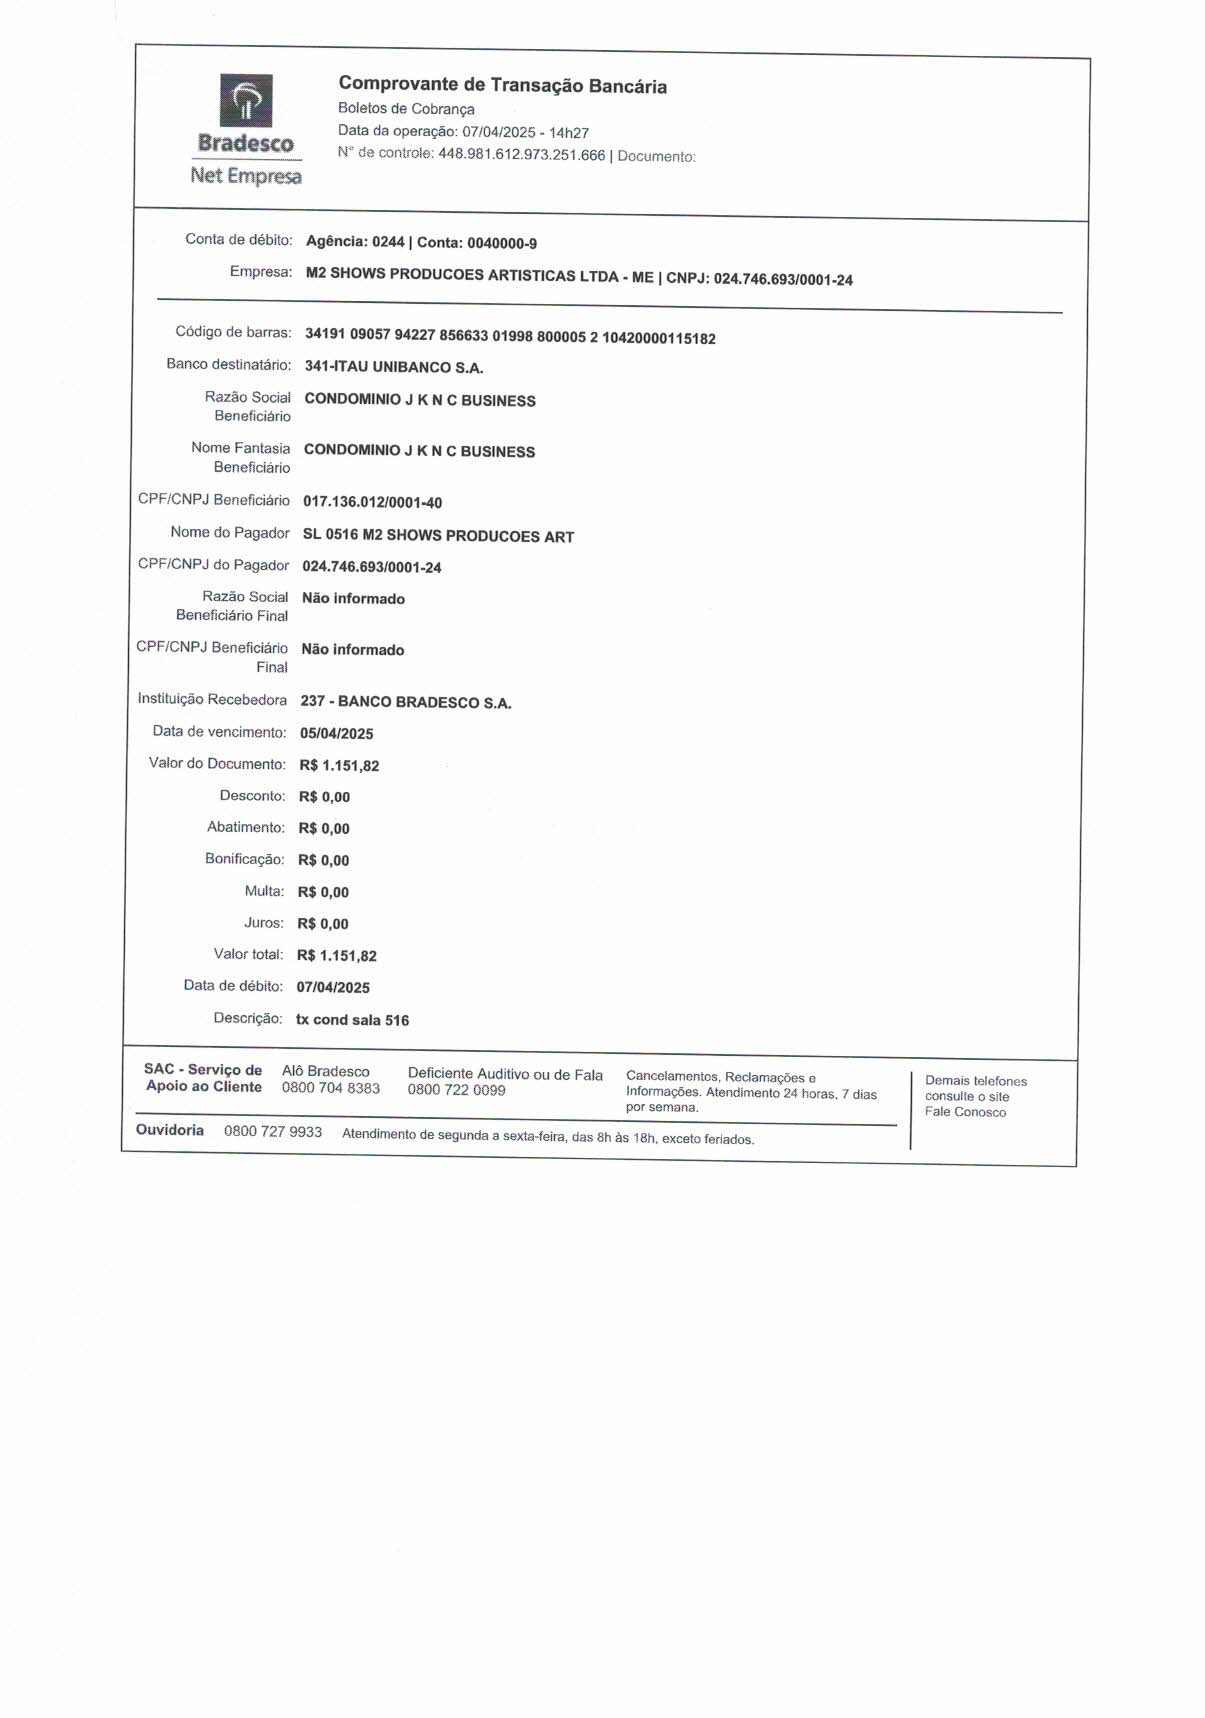 Bradesco
Net Empresa
Comprovante de Transação Bancária
Boletos de Cobrança
Data da operação: 07/04/2025 - 14h27
N° de controle: 448.981.612.973.251.666 | Documento:
Conta de débito: Agência: 0244 | Conta: 0040000-9
Empresa: M2 SHOWS PRODUCOES ARTISTICAS LTDA - ME | CNPJ: 024.746.693/0001-24
Código de barras: 34191 09057 94227 856633 01998 800005 2 10420000115182
Banco destinatário: 341-ITAU UNIBANCO S.A.
Razão Social CONDOMINIO J K N C BUSINESS
Beneficiário
Nome Fantasia CONDOMINIO J K N C BUSINESS
Beneficiário
CPF/CNPJ Beneficiário 017.136.012/0001-40
Nome do Pagador SL 0516 M2 SHOWS PRODUCOES ART
CPF/CNPJ do Pagador 024.746.693/0001-24
Razão Social Não informado
Beneficiário Final
CPF/CNPJ Beneficiário Não informado
Final
Instituição Recebedora 237 - BANCO BRADESCO S.A.
Data de vencimento: 05/04/2025
Valor do Documento: R$ 1.151,82
Desconto: R$ 0,00
Abatimento: R$ 0,00
Bonificação: R$ 0,00
Multa: R$ 0,00
Juros: R$ 0,00
Valor total: R$ 1.151,82
Data de débito: 07/04/2025
Descrição: tx cond sala 516
SAC - Serviço de
Apoio ao Cliente
Alô Bradesco
0800 704 8383
Deficiente Auditivo ou de Fala
0800 722 0099
Cancelamentos, Reclamações e
Informações. Atendimento 24 horas, 7 dias
por semana.
Demais telefones
consulte o site
Fale Conosco
Ouvidoria 0800 727 9933 Atendimento de segunda a sexta-feira, das 8h às 18h, exceto feriados.